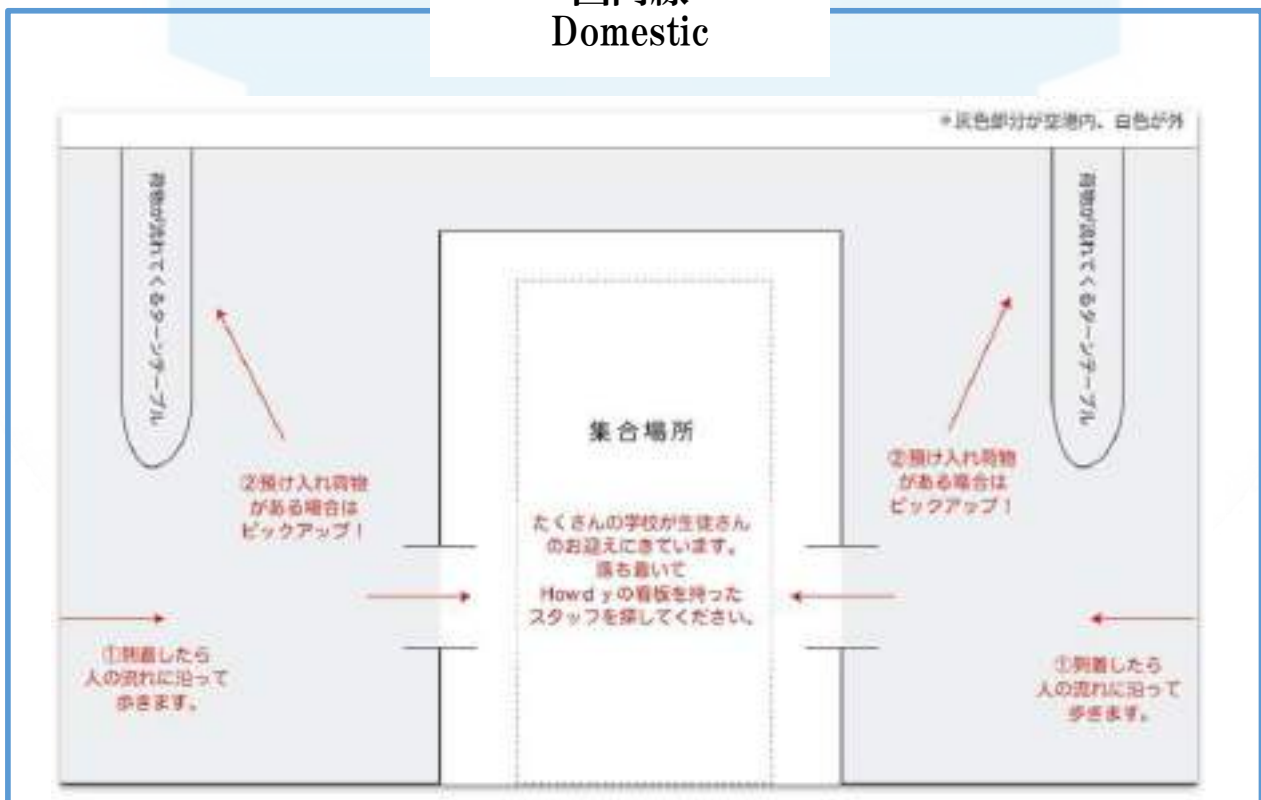 国内線
Domestic
＊灰色部分が空港内、白色が外
荷物が流れてくるターンテーブル
荷物が流れてくるターンテーブル
集合場所
②預け入れ荷物
がある場合は
ピックアップ！
②預け入れ荷物
がある場合は
ピックアップ！
たくさんの学校が生徒さん
のお迎えにきています。
落ち着いて
Howdyの看板を持った
スタッフを探してください。
①到着したら
人の流れに沿って
歩きます。
①到着したら
人の流れに沿って
歩きます。